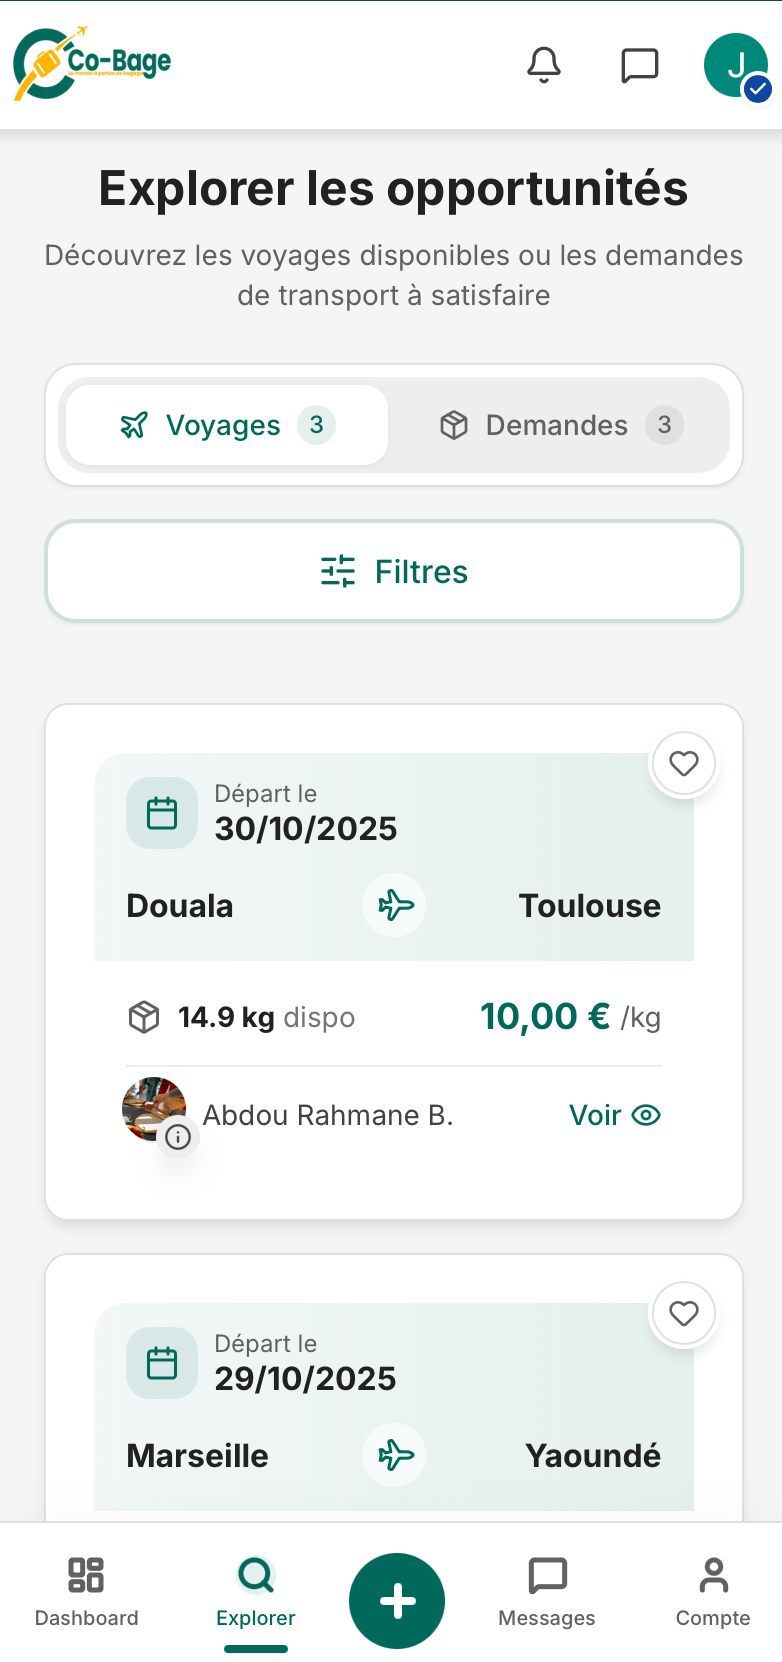 Co-Bage
J
Explorer les opportunités
Découvrez les voyages disponibles ou les demandes
de transport à satisfaire
Voyages 3
Demandes 3
Filtres
Départ le
30/10/2025
Douala
Toulouse
14.9 kg dispo
10,00 € /kg
Abdou Rahmane B.
Voir
Départ le
29/10/2025
Marseille
Yaoundé
Dashboard
Explorer
Messages
Compte